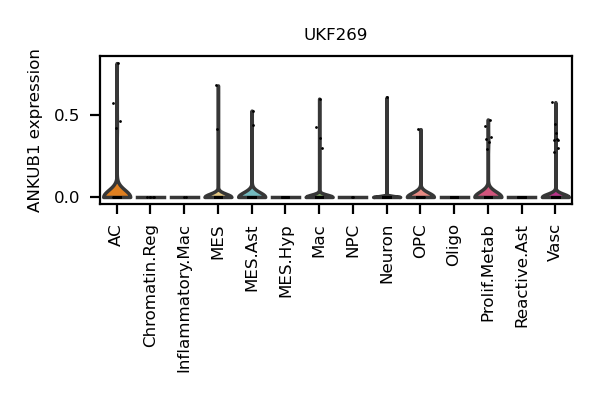 UKF269
ANKUB1 expression
0.5
0.0
AC
Chromatin.Reg
Inflammatory.Mac
MES
MES.Ast
MES.Hyp
Mac
NPC
Neuron
OPC
Oligo
Prolif.Metab
Reactive.Ast
Vasc